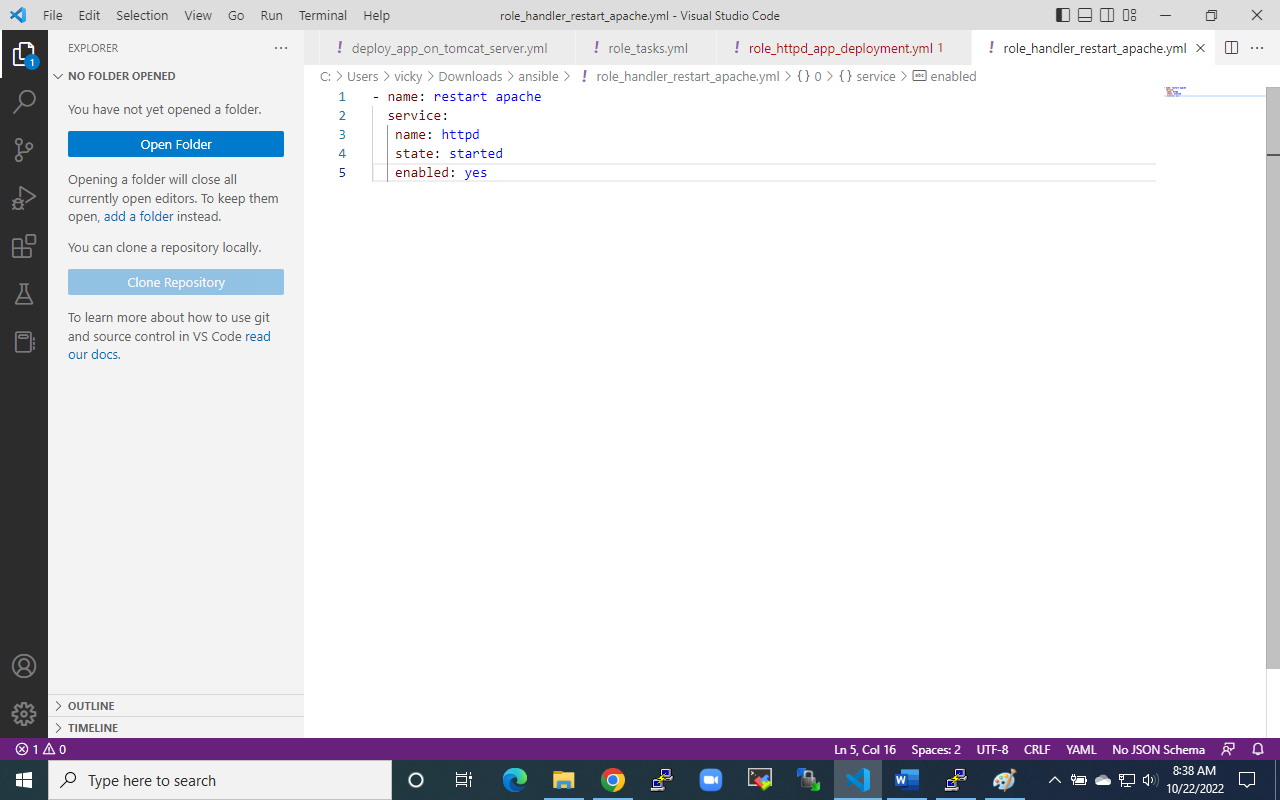 File Edit Selection View Go Run Terminal Help role_handler_restart_apache.yml - Visual Studio Code
EXPLORER
1
NO FOLDER OPENED
You have not yet opened a folder.
Open Folder
Opening a folder will close all
currently open editors. To keep them
open, add a folder instead.
You can clone a repository locally.
Clone Repository
To learn more about how to use git
and source control in VS Code read
our docs.
OUTLINE
TIMELINE
! deploy_app_on_tomcat_server.yml ! role_tasks.yml ! role_httpd_app_deployment.yml 1 ! role_handler_restart_apache.yml
C: > Users > vicky > Downloads > ansible > ! role_handler_restart_apache.yml > {} 0 > {} service > abc enabled
1 - name: restart apache
2 service:
3 name: httpd
4 state: started
5 enabled: yes
1 0 Ln 5, Col 16 Spaces: 2 UTF-8 CRLF YAML No JSON Schema
Type here to search
8:38 AM
10/22/2022